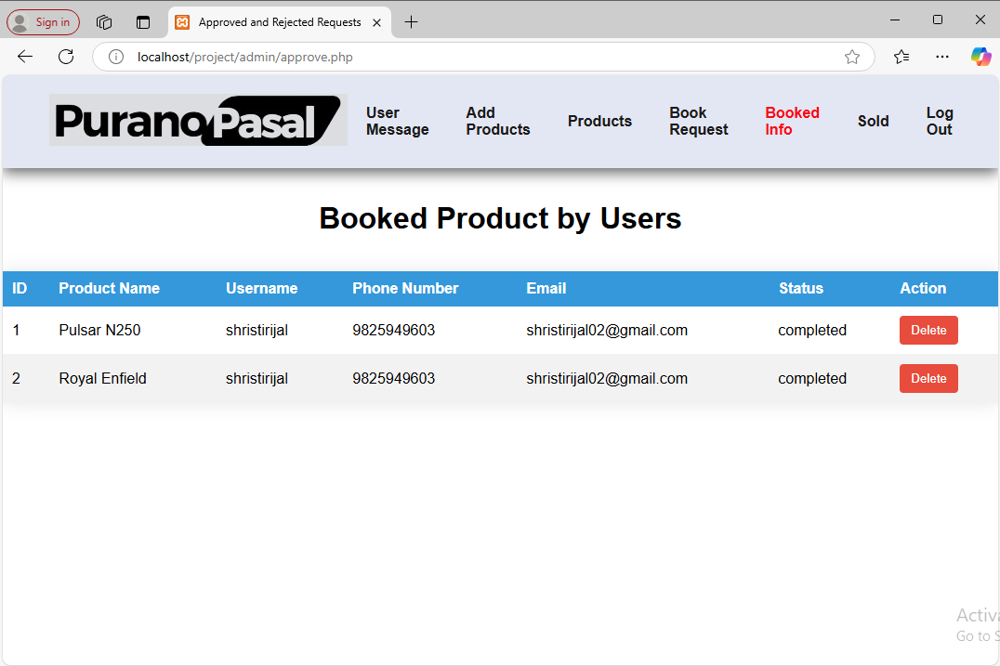 Sign in
Approved and Rejected Requests
localhost/project/admin/approve.php
PuranoPasal
User Message
Add Products
Products
Book Request
Booked Info
Sold
Log Out
Booked Product by Users
ID Product Name Username Phone Number Email Status Action
1 Pulsar N250 shristirijal 9825949603 shristirijal02@gmail.com completed Delete
2 Royal Enfield shristirijal 9825949603 shristirijal02@gmail.com completed Delete
Go to